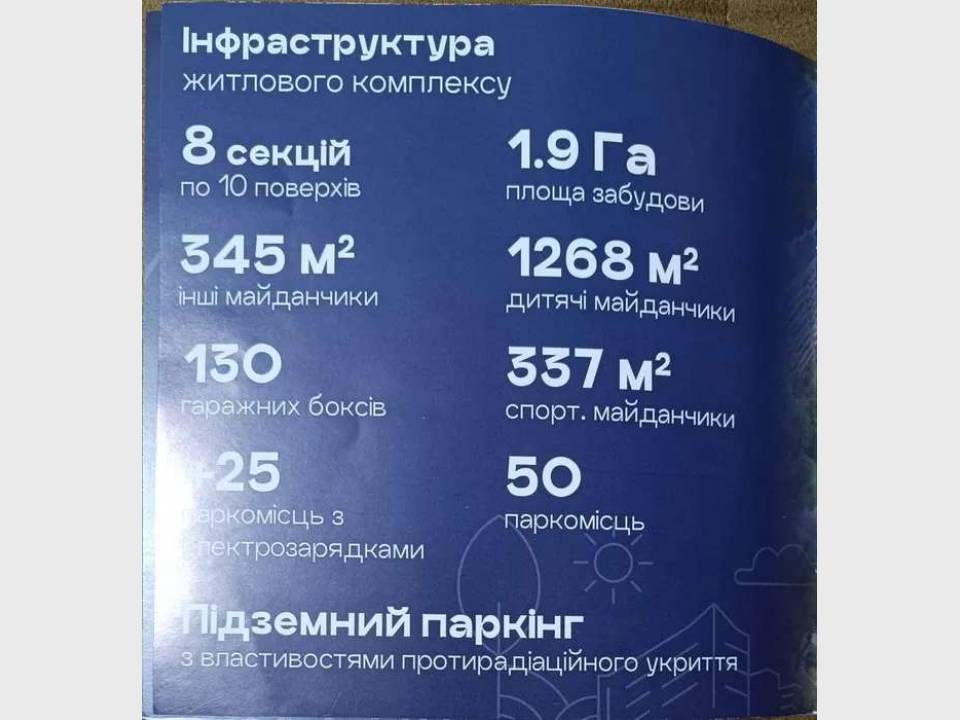 Інфраструктура
житлового комплексу
8 секцій
по 10 поверхів
1.9 Га
площа забудови
345 м²
інші майданчики
1268 м²
дитячі майданчики
130
гаражних боксів
337 м²
спорт. майданчики
+25
паркомісць з
електрозарядками
50
паркомісць
Підземний паркінг
з властивостями протирадіаційного укриття